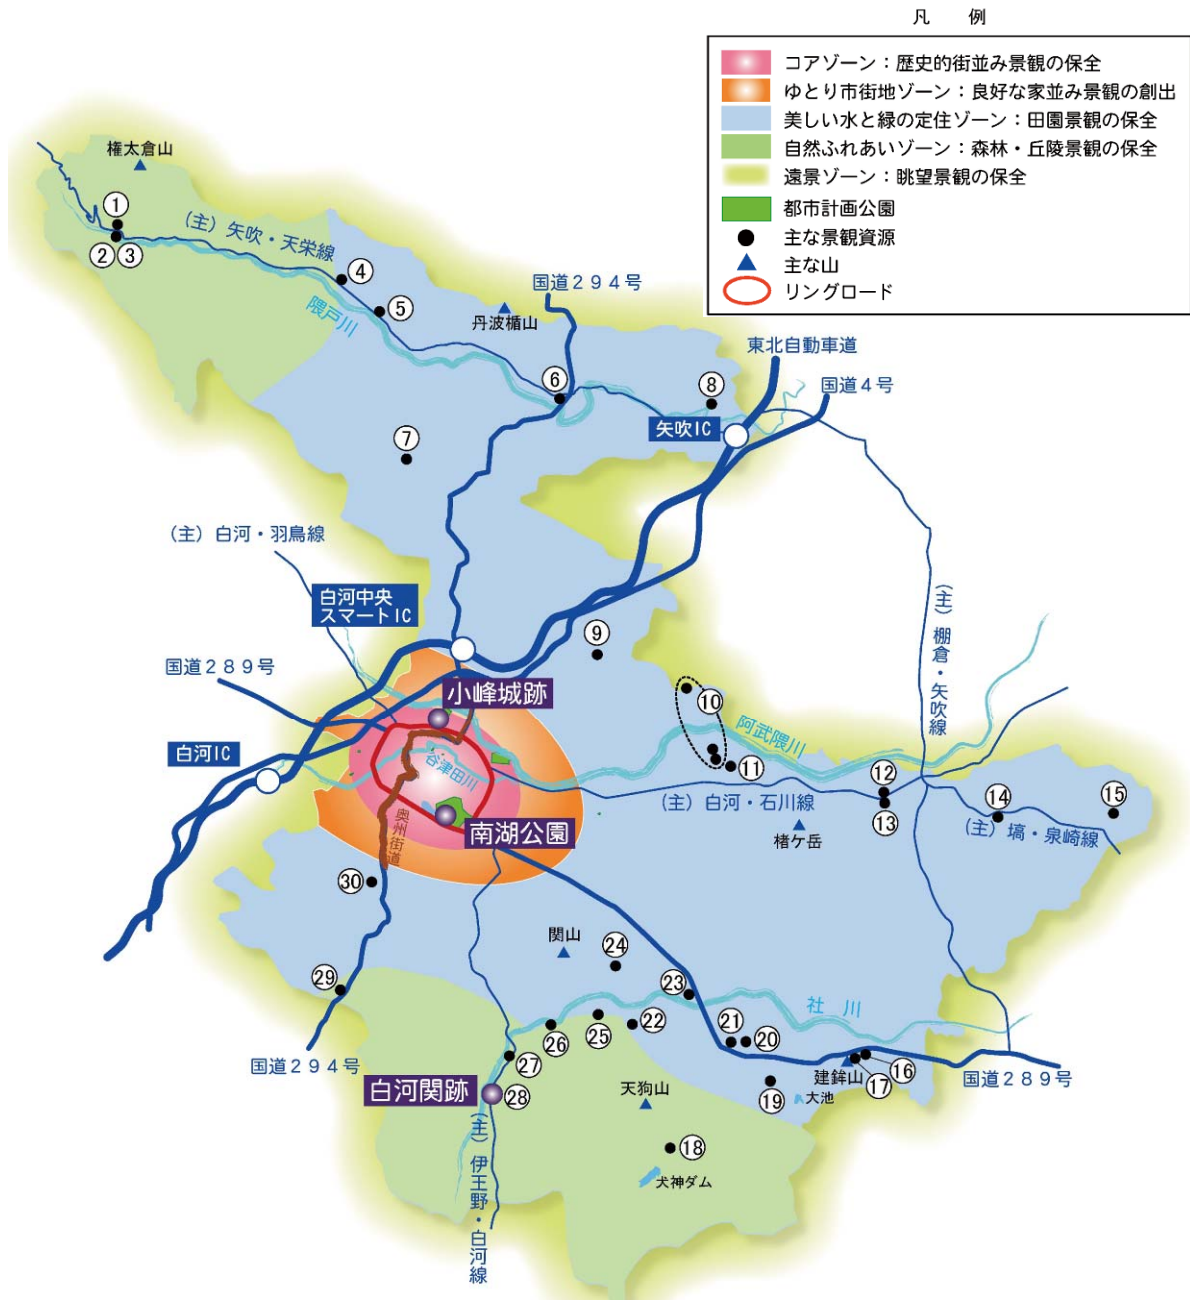 凡　例
コアゾーン：歴史的街並み景観の保全
ゆとり市街地ゾーン：良好な家並み景観の創出
美しい水と緑の定住ゾーン：田園景観の保全
自然ふれあいゾーン：森林・丘陵景観の保全
遠景ゾーン：眺望景観の保全
都市計画公園
主な景観資源
主な山
リングロード
権太倉山
①
② ③
（主）矢吹・天栄線
④
⑤
隈戸川
丹波楯山
国道２９４号
⑥
⑦
⑧
東北自動車道
国道４号
矢吹IC
（主）白河・羽鳥線
白河中央
スマートIC
国道２８９号
白河IC
小峰城跡
谷津田川
南湖公園
奥州街道
⑨
⑩
⑪
阿武隈川
（主）白河・石川線
（主）棚倉・矢吹線
⑫
⑬
⑭
⑮
（主）塙・泉崎線
楮ケ岳
㉚
㉙
国道２９４号
関山
㉔
㉓
社　川
㉒
㉕
㉖
㉗
㉘
白河関跡
（主）伊王野・白河線
㉑
⑳
建鉾山
⑯
⑰
国道２８９号
⑲
大池
天狗山
⑱
犬神ダム